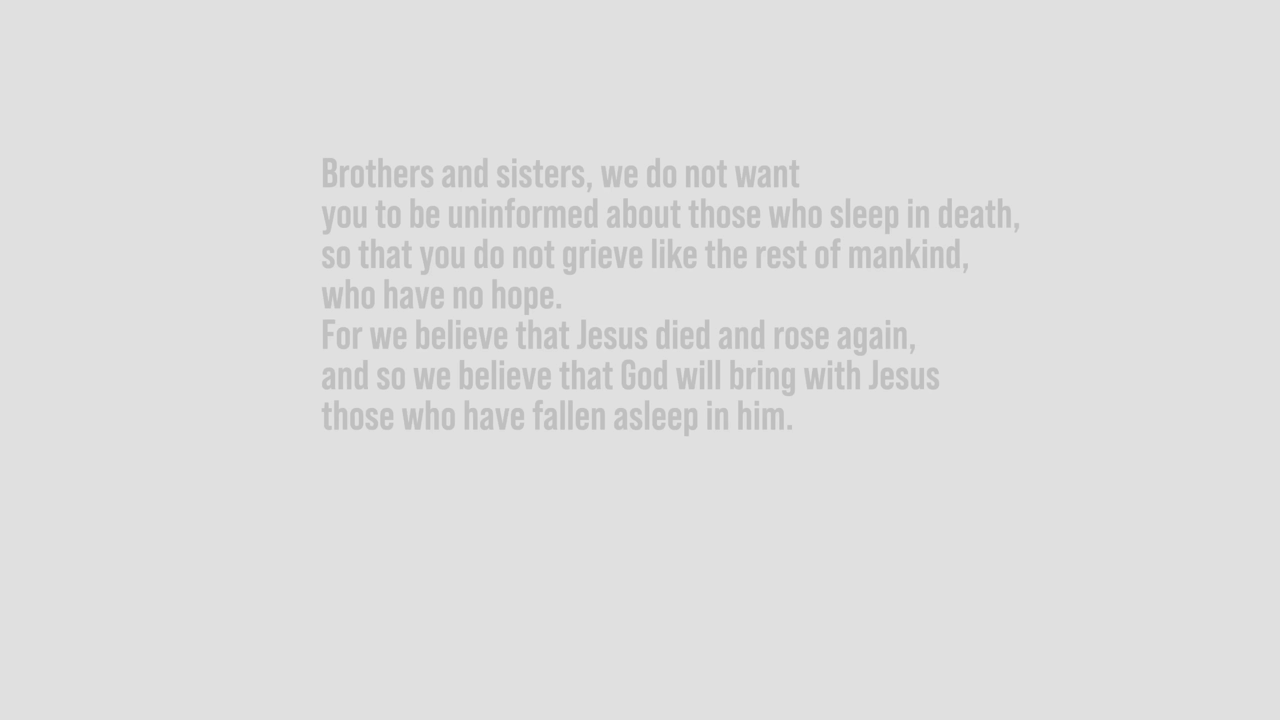 Brothers and sisters, we do not want
you to be uninformed about those who sleep in death,
so that you do not grieve like the rest of mankind,
who have no hope.
For we believe that Jesus died and rose again,
and so we believe that God will bring with Jesus
those who have fallen asleep in him.